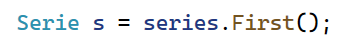 Serie s = series.First();